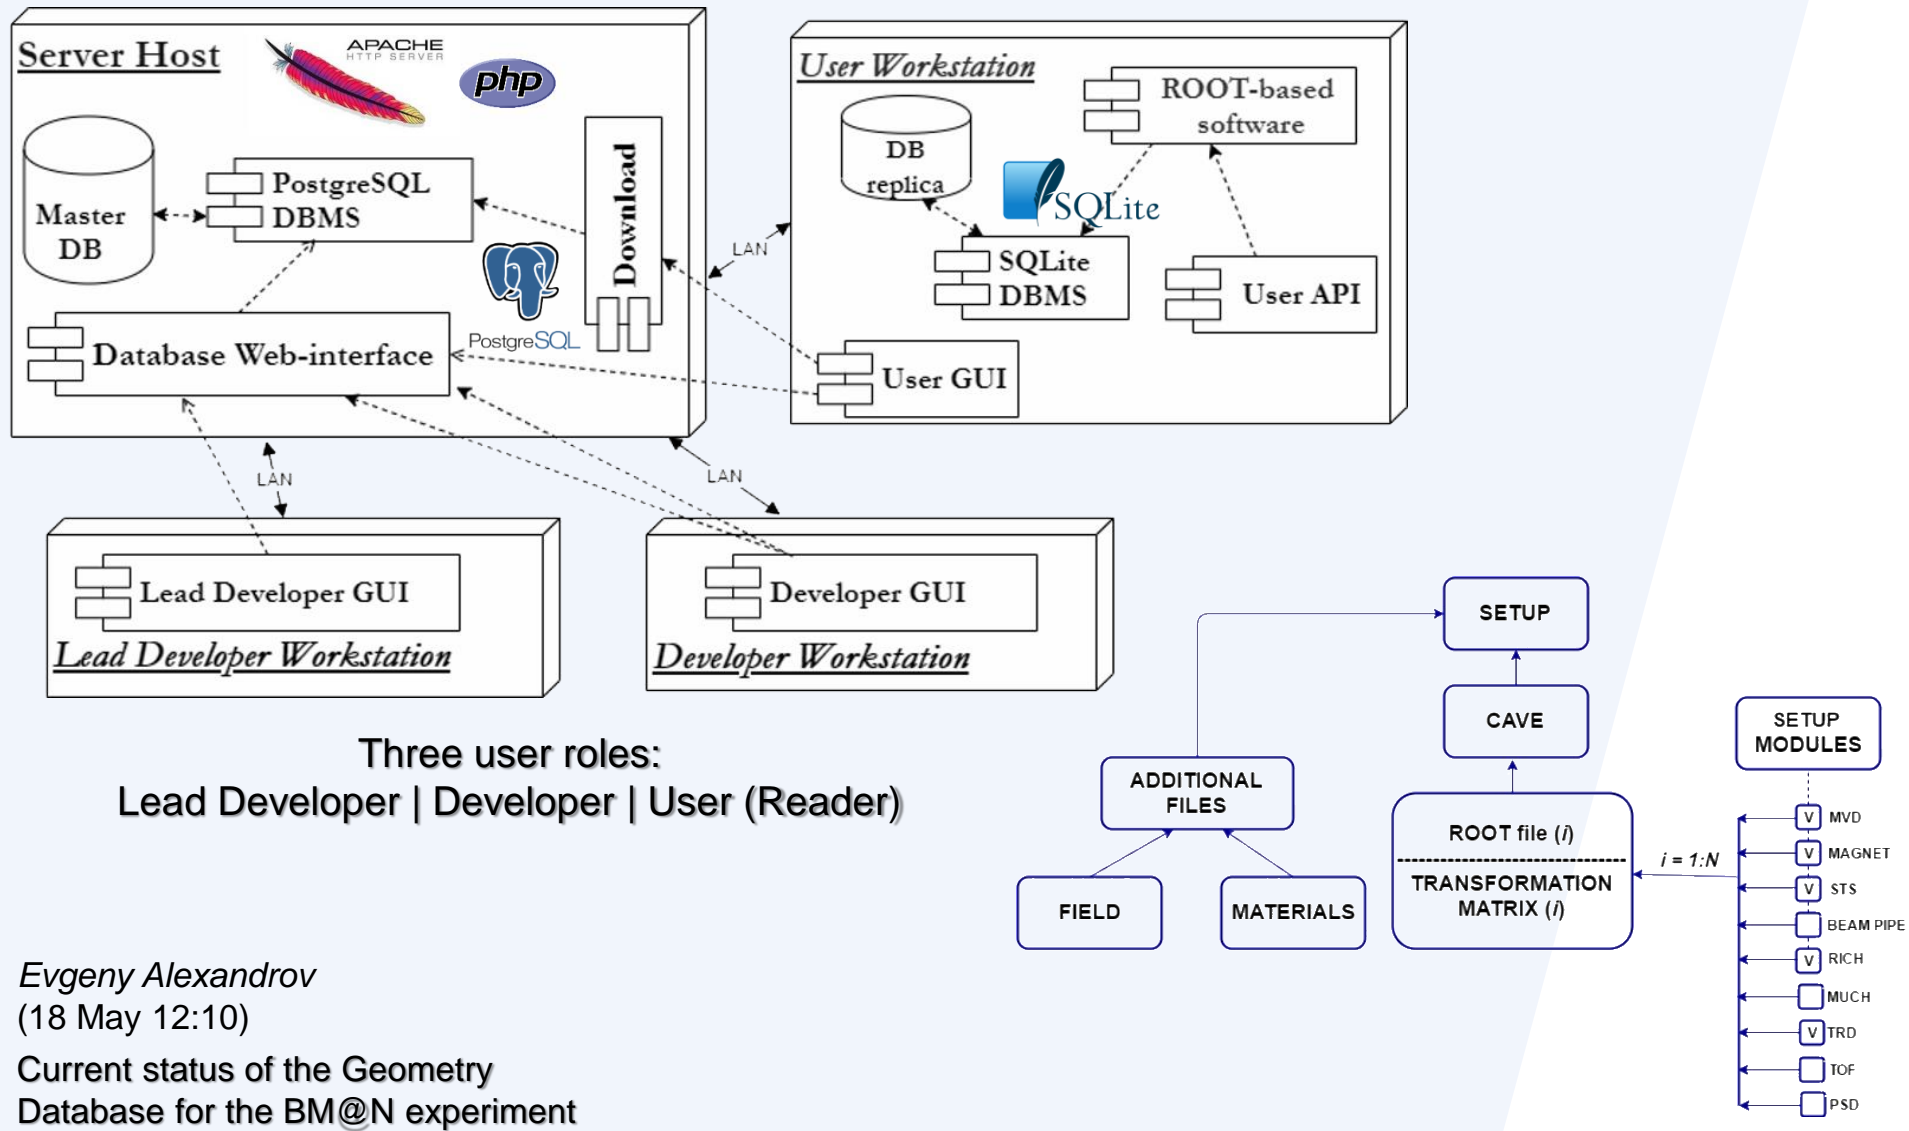 Server Host
APACHE
HTTP SERVER
php
Master
DB
PostgreSQL
DBMS
Download
PostgreSQL
Database Web-interface
LAN
User Workstation
DB
replica
SQLite
ROOT-based
software
SQLite
DBMS
User API
User GUI
LAN
LAN
Lead Developer GUI
Lead Developer Workstation
Developer GUI
Developer Workstation
Three user roles:
Lead Developer | Developer | User (Reader)
Evgeny Alexandrov
(18 May 12:10)
Current status of the Geometry
Database for the BM@N experiment
SETUP
CAVE
ADDITIONAL
FILES
FIELD
MATERIALS
ROOT file (i)
TRANSFORMATION
MATRIX (i)
i = 1:N
SETUP
MODULES
V MVD
V MAGNET
V STS
BEAM PIPE
V RICH
MUCH
V TRD
TOF
PSD